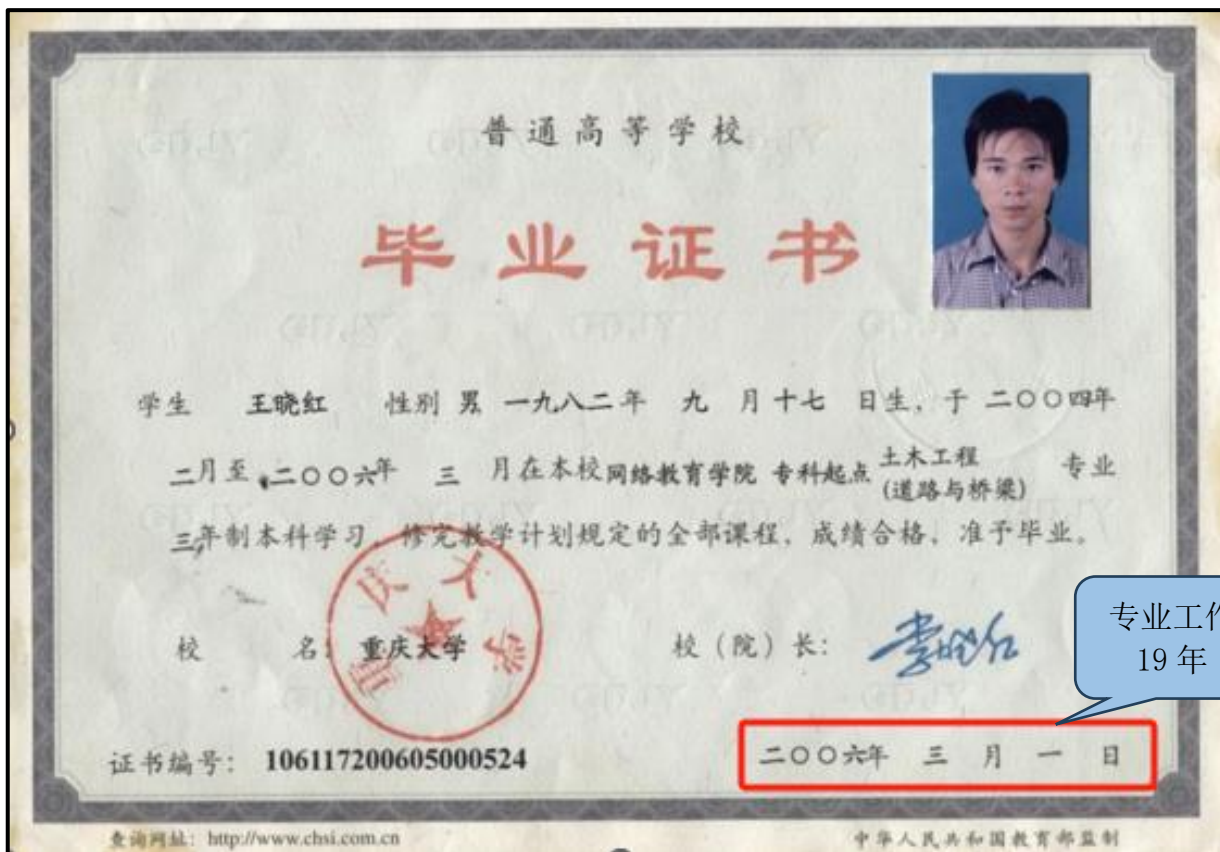 普通高等学校
毕业证书
学生 王晓红 性别 男 一九八二年 九 月 十七 日生，于 二〇〇四年
二月至 二〇〇六年 三 月在本校网络教育学院 专科起点 土木工程(道路与桥梁) 专业
三年制本科学习，修完教学计划规定的全部课程，成绩合格，准予毕业。
重庆大学
校 名：重庆大学 校（院）长：
专业工作
19 年
证书编号：106117200605000524 二〇〇六年 三 月 一 日
查询网址：http://www.chsi.com.cn 中华人民共和国教育部监制